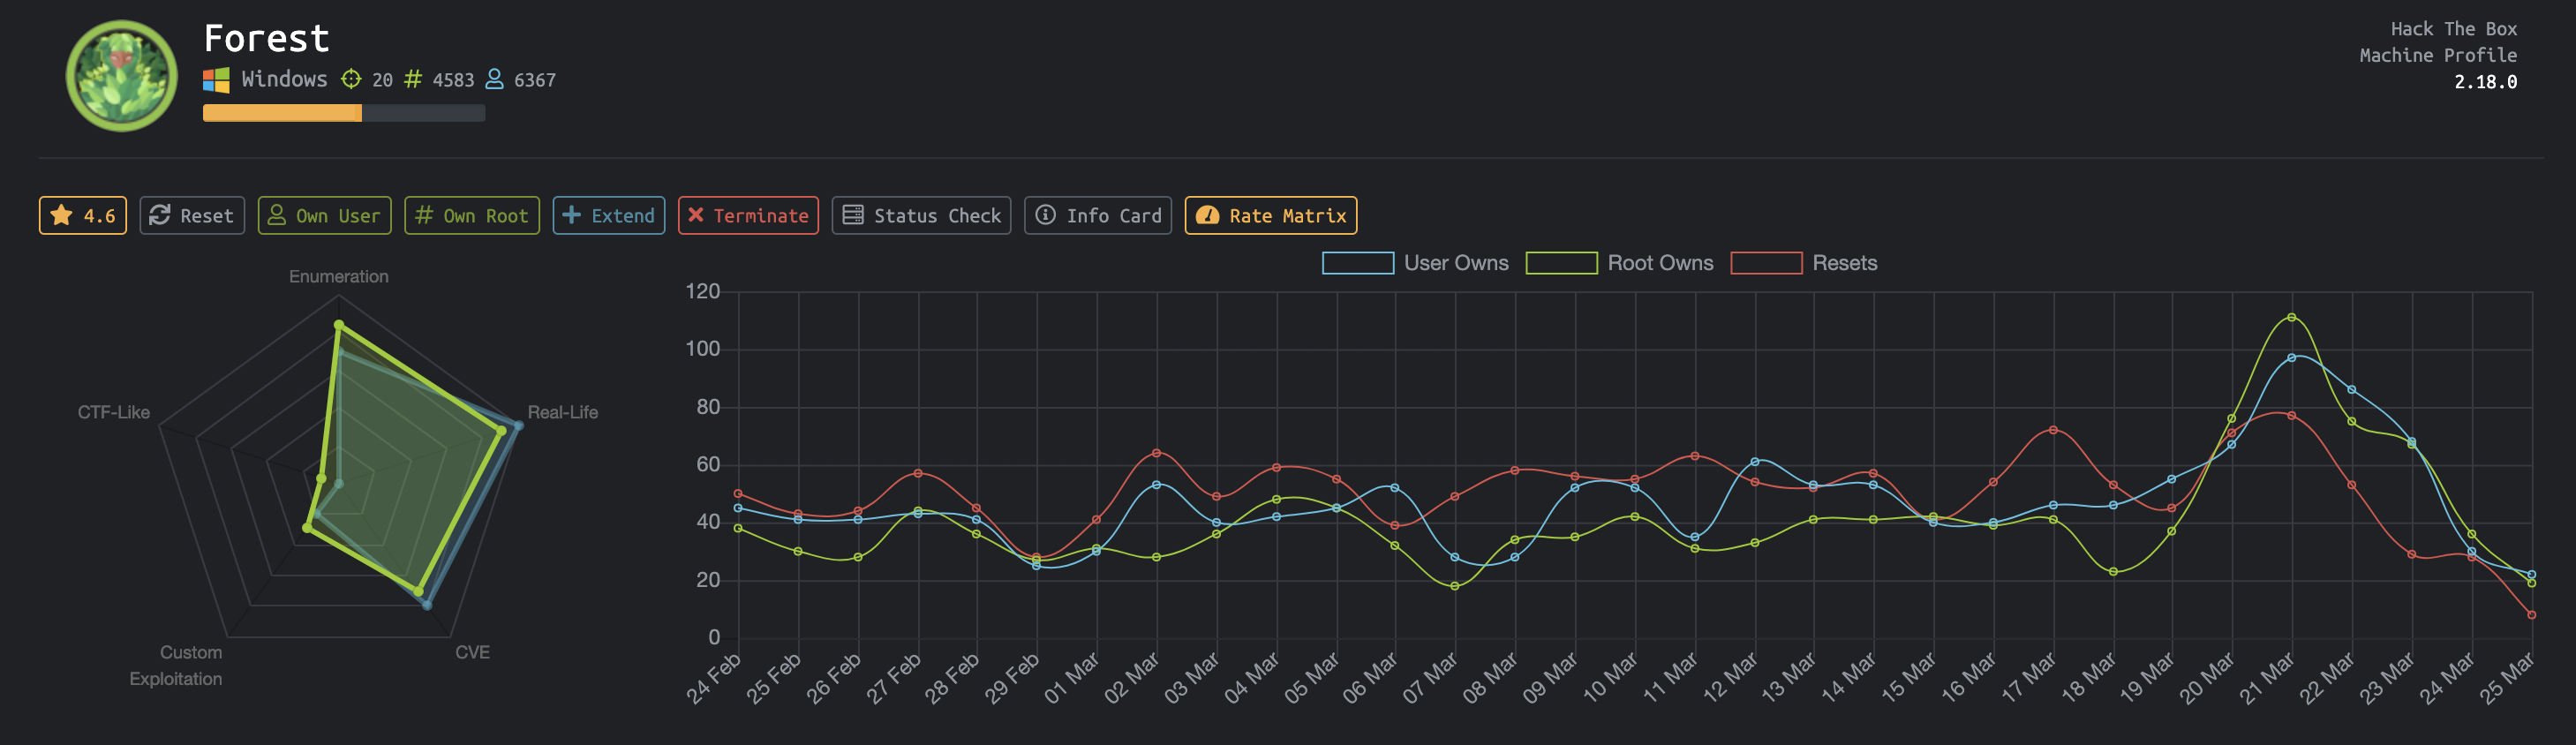 Forest
Windows 20 # 4583 6367
Hack The Box
Machine Profile
2.18.0
4.6 Reset Own User # Own Root + Extend Terminate Status Check Info Card Rate Matrix
User Owns Root Owns Resets
Enumeration
Real-Life
CVE
Custom
Exploitation
CTF-Like
120
100
80
60
40
20
0
24 Feb 25 Feb 26 Feb 27 Feb 28 Feb 29 Feb 01 Mar 02 Mar 03 Mar 04 Mar 05 Mar 06 Mar 07 Mar 08 Mar 09 Mar 10 Mar 11 Mar 12 Mar 13 Mar 14 Mar 15 Mar 16 Mar 17 Mar 18 Mar 19 Mar 20 Mar 21 Mar 22 Mar 23 Mar 24 Mar 25 Mar